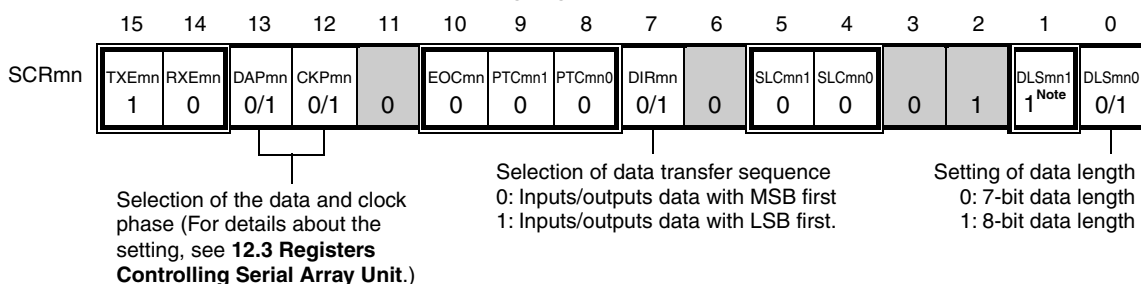 15 14 13 12 11 10 9 8 7 6 5 4 3 2 1 0
SCRmn TXEmn RXEmn DAPmn CKPmn EOCmn PTCmn1 PTCmn0 DIRmn SLCmn1 SLCmn0 DLSmn1 DLSmn0
1 0 0/1 0/1 0 0 0 0 0/1 0 0 0 0 1 1Note 0/1
Selection of the data and clock
phase (For details about the
setting, see 12.3 Registers
Controlling Serial Array Unit.)
Selection of data transfer sequence
0: Inputs/outputs data with MSB first
1: Inputs/outputs data with LSB first.
Setting of data length
0: 7-bit data length
1: 8-bit data length